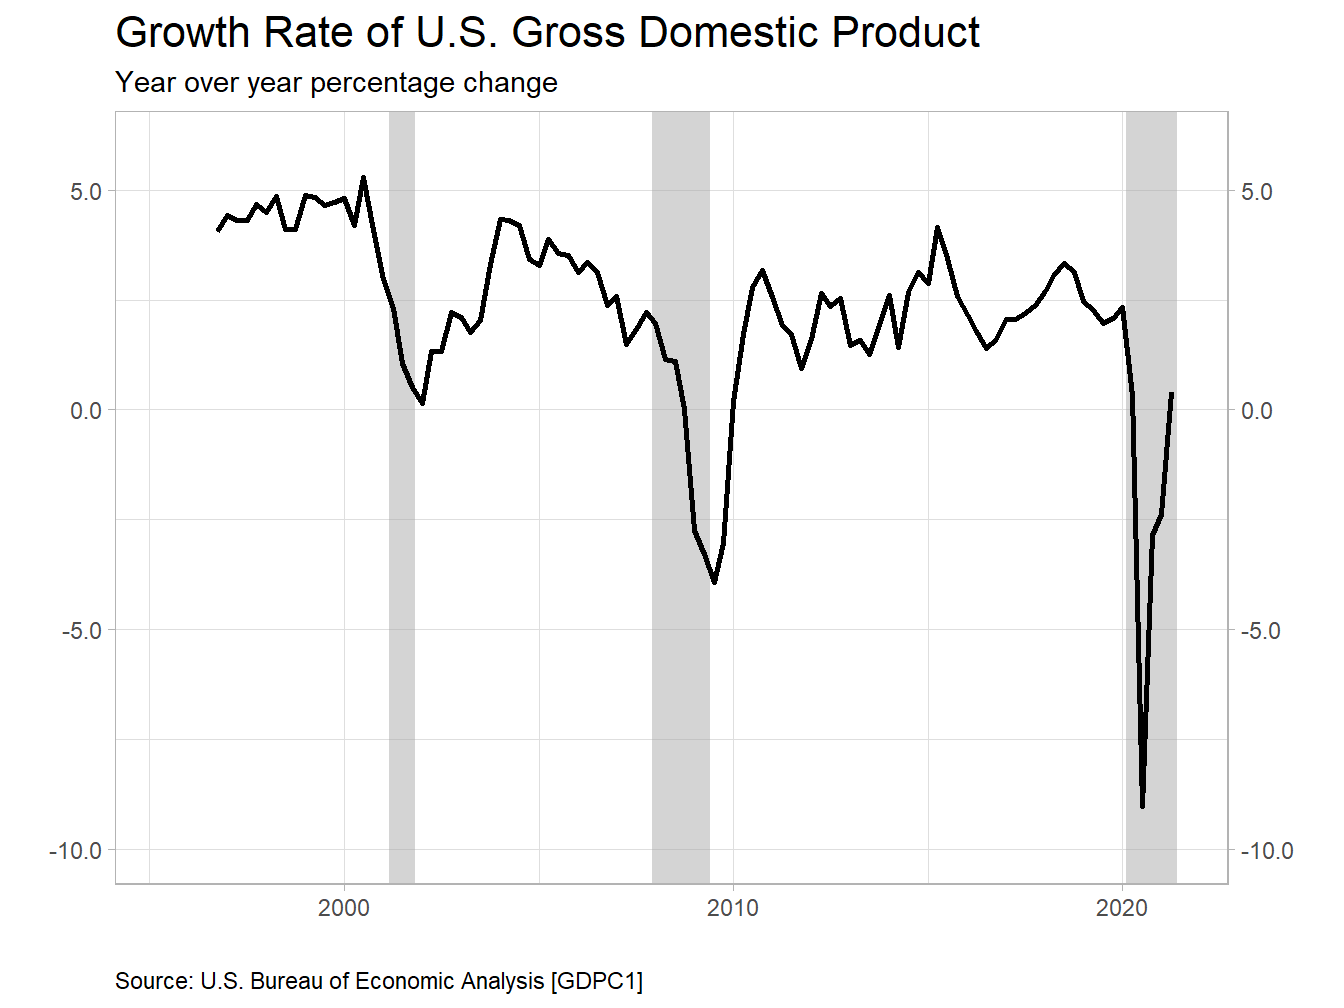 Growth Rate of U.S. Gross Domestic Product
Year over year percentage change
5.0 5.0
0.0 0.0
-5.0 -5.0
-10.0 -10.0
2000 2010 2020
Source: U.S. Bureau of Economic Analysis [GDPC1]